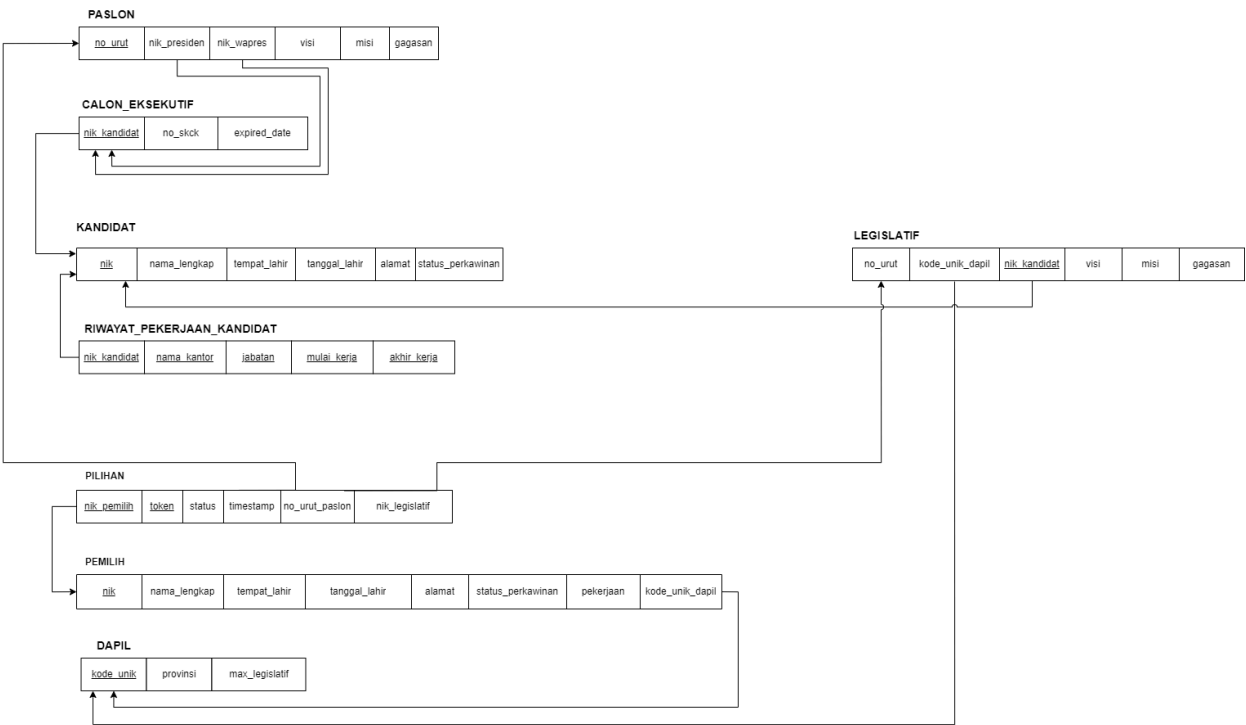 PASLON
no_urut nik_presiden nik_wapres visi misi gagasan
CALON_EKSEKUTIF
nik_kandidat no_skck expired_date
KANDIDAT
nik nama_lengkap tempat_lahir tanggal_lahir alamat status_perkawinan
LEGISLATIF
no_urut kode_unik_dapil nik_kandidat visi misi gagasan
RIWAYAT_PEKERJAAN_KANDIDAT
nik_kandidat nama_kantor jabatan mulai_kerja akhir_kerja
PILIHAN
nik_pemilih token status timestamp no_urut_paslon nik_legislatif
PEMILIH
nik nama_lengkap tempat_lahir tanggal_lahir alamat status_perkawinan pekerjaan kode_unik_dapil
DAPIL
kode_unik provinsi max_legislatif